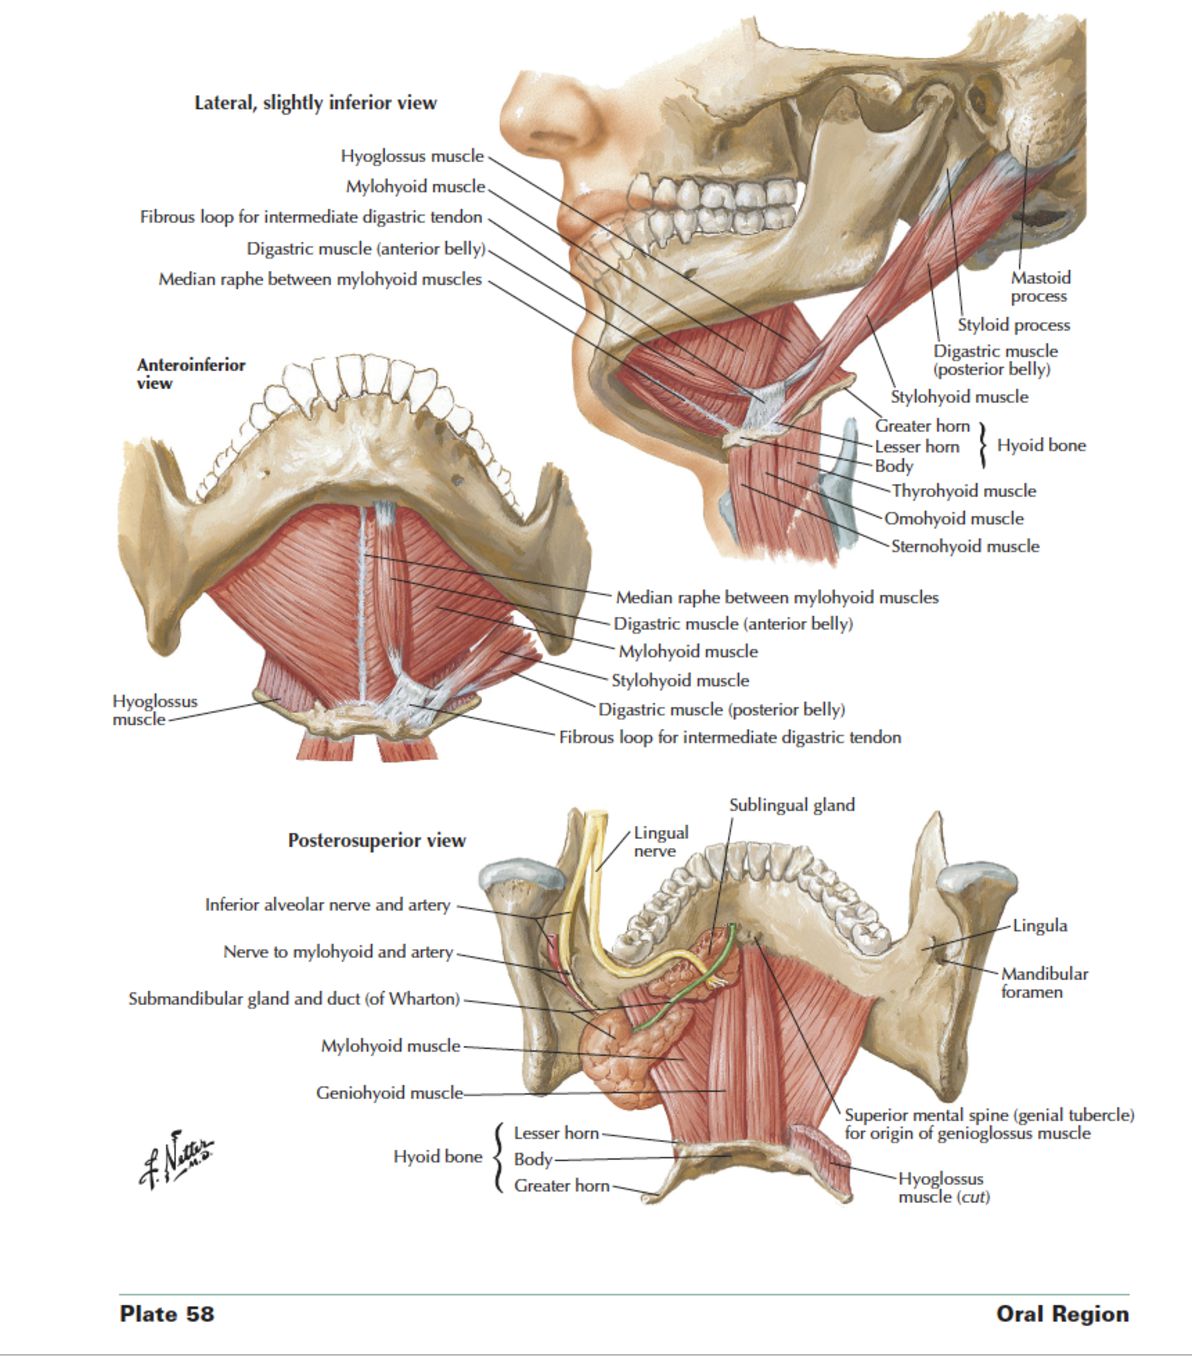 Lateral, slightly inferior view
Hyoglossus muscle
Mylohyoid muscle
Fibrous loop for intermediate digastric tendon
Digastric muscle (anterior belly)
Median raphe between mylohyoid muscles
Mastoid
process
Styloid process
Digastric muscle
(posterior belly)
Stylohyoid muscle
Greater horn
Lesser horn
Body
Hyoid bone
Thyrohyoid muscle
Omohyoid muscle
Sternohyoid muscle
Anteroinferior
view
Median raphe between mylohyoid muscles
Digastric muscle (anterior belly)
Mylohyoid muscle
Stylohyoid muscle
Digastric muscle (posterior belly)
Fibrous loop for intermediate digastric tendon
Hyoglossus
muscle
Posterosuperior view
Sublingual gland
Lingual
nerve
Inferior alveolar nerve and artery
Nerve to mylohyoid and artery
Submandibular gland and duct (of Wharton)
Mylohyoid muscle
Geniohyoid muscle
Hyoid bone
Lesser horn
Body
Greater horn
Lingula
Mandibular
foramen
Superior mental spine (genial tubercle)
for origin of genioglossus muscle
Hyoglossus
muscle (cut)
F. Netter
M.D.
Plate 58
Oral Region